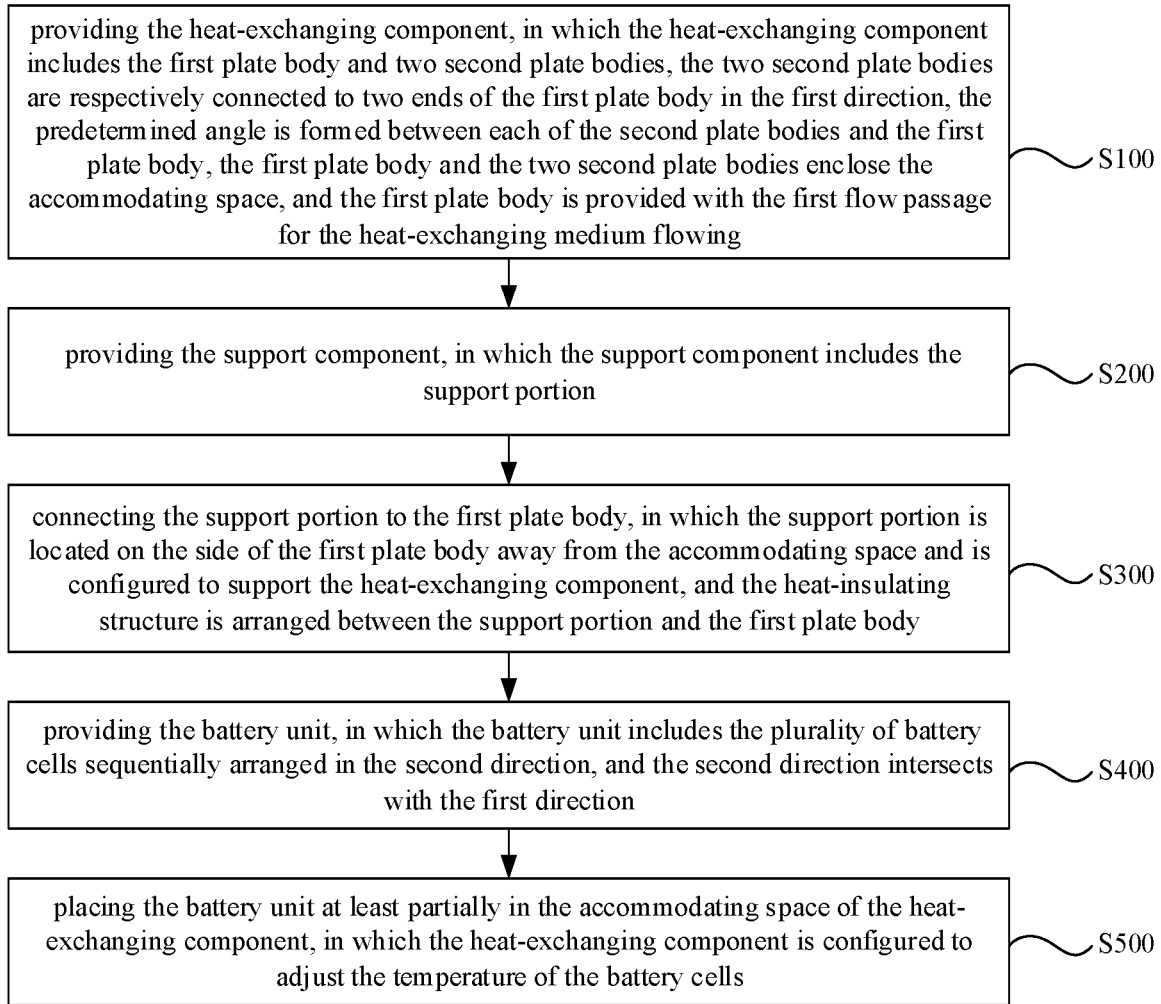 providing the heat-exchanging component, in which the heat-exchanging component
includes the first plate body and two second plate bodies, the two second plate bodies
are respectively connected to two ends of the first plate body in the first direction, the
predetermined angle is formed between each of the second plate bodies and the first
plate body, the first plate body and the two second plate bodies enclose the
accommodating space, and the first plate body is provided with the first flow passage
for the heat-exchanging medium flowing
S100
providing the support component, in which the support component includes the
support portion
S200
connecting the support portion to the first plate body, in which the support portion is
located on the side of the first plate body away from the accommodating space and is
configured to support the heat-exchanging component, and the heat-insulating
structure is arranged between the support portion and the first plate body
S300
providing the battery unit, in which the battery unit includes the plurality of battery
cells sequentially arranged in the second direction, and the second direction intersects
with the first direction
S400
placing the battery unit at least partially in the accommodating space of the heat-
exchanging component, in which the heat-exchanging component is configured to
adjust the temperature of the battery cells
S500